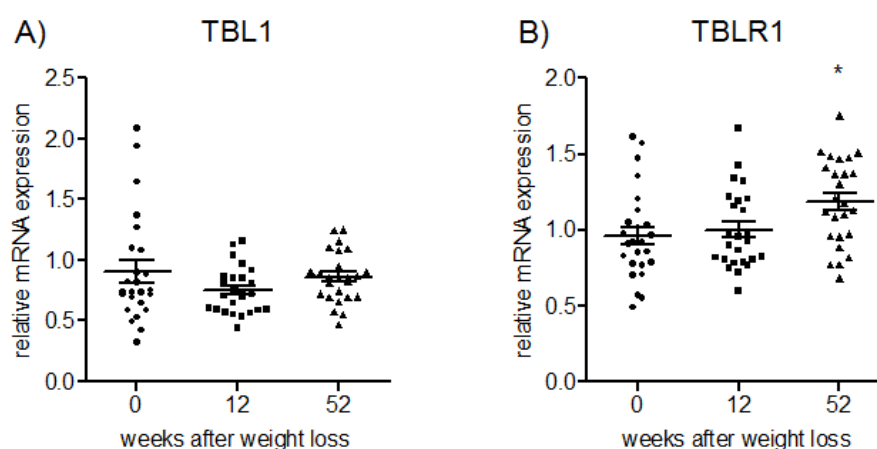 A) TBL1
relative mRNA expression
2.5
2.0
1.5
1.0
0.5
0.0
0 12 52
weeks after weight loss
B) TBLR1
*
relative mRNA expression
2.0
1.5
1.0
0.5
0.0
0 12 52
weeks after weight loss